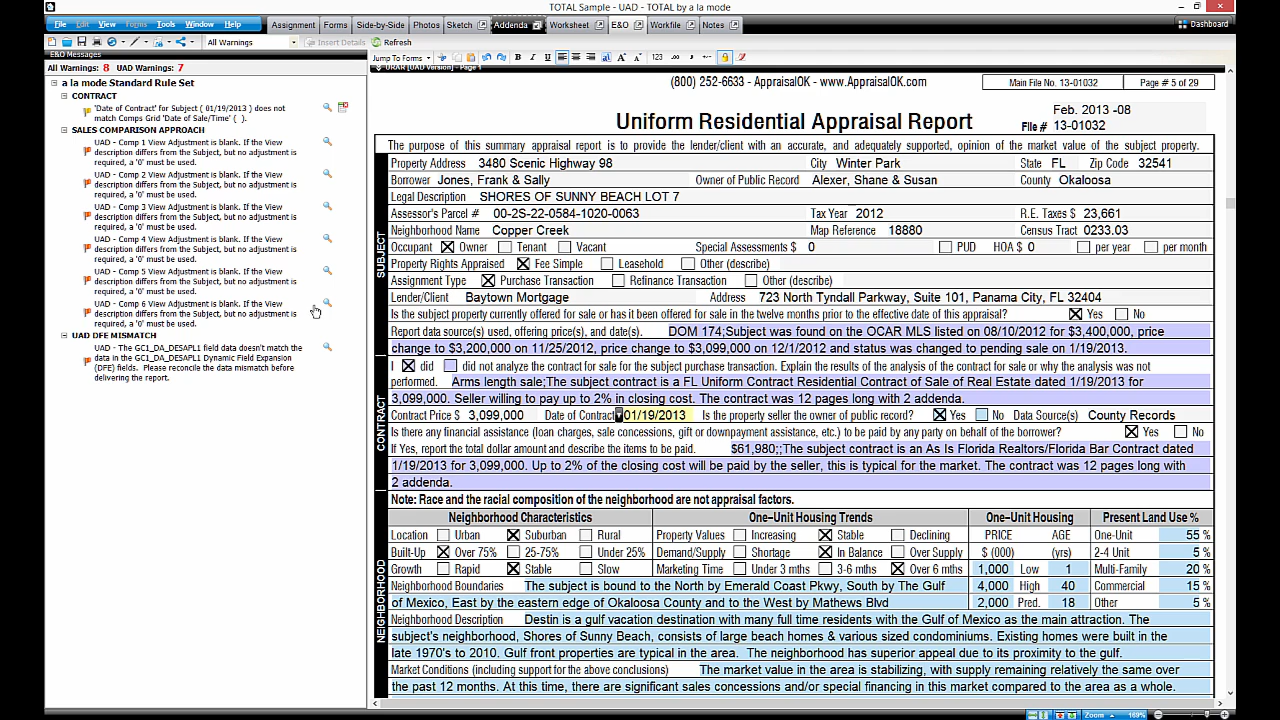 TOTAL Sample - UAD - TOTAL by a la mode
File Edit View Forms Tools Window Help Assignment Forms Side-by-Side Photos Sketch Addenda Worksheet E&O Workfile Notes Dashboard
All Warnings Insert Details Refresh
E&O Messages
All Warnings: 8 UAD Warnings: 7
a la mode Standard Rule Set
CONTRACT
'Date of Contract' for Subject ( 01/19/2013 ) does not
match Comps Grid 'Date of Sale/Time' ( ).
SALES COMPARISON APPROACH
UAD - Comp 1 View Adjustment is blank. If the View
description differs from the Subject, but no adjustment is
required, a '0' must be used.
UAD - Comp 2 View Adjustment is blank. If the View
description differs from the Subject, but no adjustment is
required, a '0' must be used.
UAD - Comp 3 View Adjustment is blank. If the View
description differs from the Subject, but no adjustment is
required, a '0' must be used.
UAD - Comp 4 View Adjustment is blank. If the View
description differs from the Subject, but no adjustment is
required, a '0' must be used.
UAD - Comp 5 View Adjustment is blank. If the View
description differs from the Subject, but no adjustment is
required, a '0' must be used.
UAD - Comp 6 View Adjustment is blank. If the View
description differs from the Subject, but no adjustment is
required, a '0' must be used.
UAD DFE MISMATCH
UAD - The GC1_DA_DESAPL1 field data doesn't match the
data in the GC1_DA_DESAPL1 Dynamic Field Expansion
(DFE) fields. Please reconcile the data mismatch before
delivering the report.
Jump To Forms
URAR [UAD Version] - Page 1
(800) 252-6633 - AppraisalOK - www.AppraisalOK.com Main File No. 13-01032 Page # 5 of 29
Feb. 2013 -08
Uniform Residential Appraisal Report File # 13-01032
The purpose of this summary appraisal report is to provide the lender/client with an accurate, and adequately supported, opinion of the market value of the subject property.
SUBJECT
Property Address 3480 Scenic Highway 98 City Winter Park State FL Zip Code 32541
Borrower Jones, Frank & Sally Owner of Public Record Alexer, Shane & Susan County Okaloosa
Legal Description SHORES OF SUNNY BEACH LOT 7
Assessor's Parcel # 00-2S-22-0584-1020-0063 Tax Year 2012 R.E. Taxes $ 23,661
Neighborhood Name Copper Creek Map Reference 18880 Census Tract 0233.03
Occupant Owner Tenant Vacant Special Assessments $ 0 PUD HOA $ 0 per year per month
Property Rights Appraised Fee Simple Leasehold Other (describe)
Assignment Type Purchase Transaction Refinance Transaction Other (describe)
Lender/Client Baytown Mortgage Address 723 North Tyndall Parkway, Suite 101, Panama City, FL 32404
Is the subject property currently offered for sale or has it been offered for sale in the twelve months prior to the effective date of this appraisal? Yes No
Report data source(s) used, offering price(s), and date(s). DOM 174;Subject was found on the OCAR MLS listed on 08/10/2012 for $3,400,000, price
change to $3,200,000 on 11/25/2012, price change to $3,099,000 on 12/1/2012 and status was changed to pending sale on 1/19/2013.
CONTRACT
I did did not analyze the contract for sale for the subject purchase transaction. Explain the results of the analysis of the contract for sale or why the analysis was not
performed. Arms length sale;The subject contract is a FL Uniform Contract Residential Contract of Sale of Real Estate dated 1/19/2013 for
3,099,000. Seller willing to pay up to 2% in closing cost. The contract was 12 pages long with 2 addenda.
Contract Price $ 3,099,000 Date of Contract 01/19/2013 Is the property seller the owner of public record? Yes No Data Source(s) County Records
Is there any financial assistance (loan charges, sale concessions, gift or downpayment assistance, etc.) to be paid by any party on behalf of the borrower? Yes No
If Yes, report the total dollar amount and describe the items to be paid. $61,980;;The subject contract is an As Is Florida Realtors/Florida Bar Contract dated
1/19/2013 for 3,099,000. Up to 2% of the closing cost will be paid by the seller, this is typical for the market. The contract was 12 pages long with
2 addenda.
Note: Race and the racial composition of the neighborhood are not appraisal factors.
NEIGHBORHOOD
Neighborhood Characteristics One-Unit Housing Trends One-Unit Housing Present Land Use %
Location Urban Suburban Rural Property Values Increasing Stable Declining PRICE AGE One-Unit 55 %
Built-Up Over 75% 25-75% Under 25% Demand/Supply Shortage In Balance Over Supply $ (000) (yrs) 2-4 Unit 5 %
Growth Rapid Stable Slow Marketing Time Under 3 mths 3-6 mths Over 6 mths 1,000 Low 1 Multi-Family 20 %
Neighborhood Boundaries The subject is bound to the North by Emerald Coast Pkwy, South by The Gulf 4,000 High 40 Commercial 15 %
of Mexico, East by the eastern edge of Okaloosa County and to the West by Mathews Blvd 2,000 Pred. 18 Other 5 %
Neighborhood Description Destin is a gulf vacation destination with many full time residents with the Gulf of Mexico as the main attraction. The
subject's neighborhood, Shores of Sunny Beach, consists of large beach homes & various sized condominiums. Existing homes were built in the
late 1970's to 2010. Gulf front properties are typical in the area. The neighborhood has superior appeal due to its proximity to the gulf.
Market Conditions (including support for the above conclusions) The market value in the area is stabilizing, with supply remaining relatively the same over
the past 12 months. At this time, there are significant sales concessions and/or special financing in this market compared to the area as a whole.
Zoom 169%